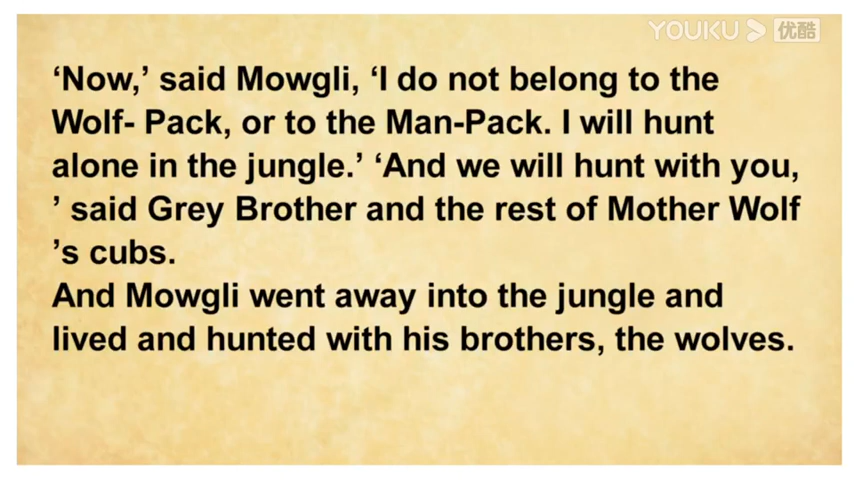 YOUKU 优酷
‘Now,’ said Mowgli, ‘I do not belong to the
Wolf- Pack, or to the Man-Pack. I will hunt
alone in the jungle.’ ‘And we will hunt with you,
’ said Grey Brother and the rest of Mother Wolf
’s cubs.
And Mowgli went away into the jungle and
lived and hunted with his brothers, the wolves.